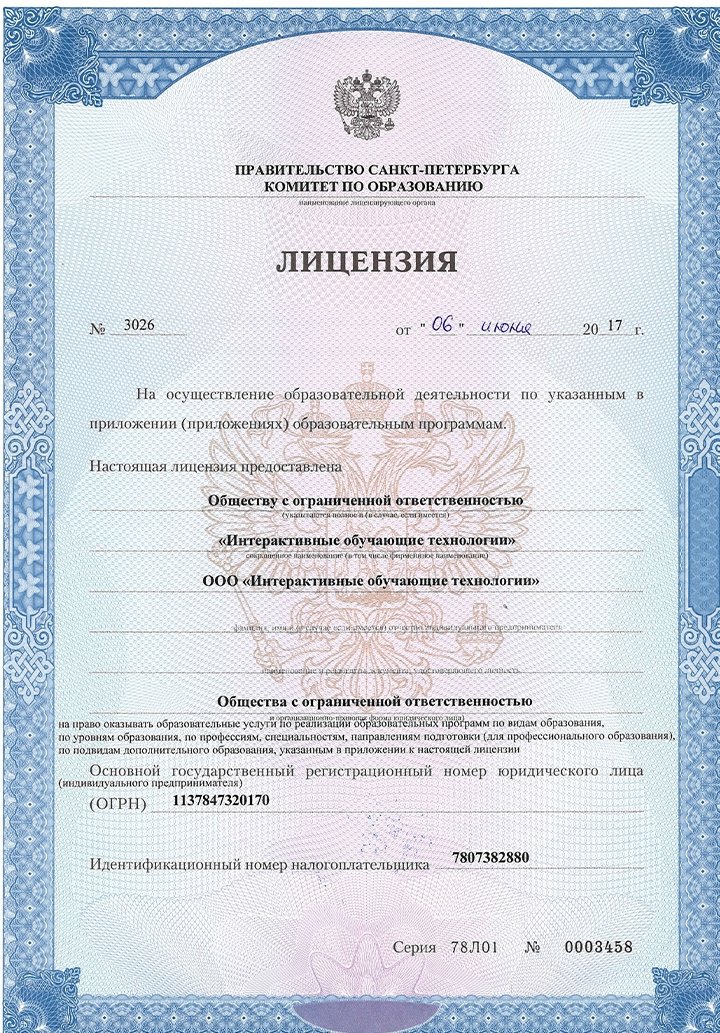 ПРАВИТЕЛЬСТВО САНКТ-ПЕТЕРБУРГА
КОМИТЕТ ПО ОБРАЗОВАНИЮ
наименование лицензирующего органа
ЛИЦЕНЗИЯ
№ 3026 от " 06 " июня 20 17 г.
На осуществление образовательной деятельности по указанным в
приложении (приложениях) образовательным программам.
Настоящая лицензия предоставлена
Обществу с ограниченной ответственностью
(указываются полное и (в случае, если имеется)
«Интерактивные обучающие технологии»
сокращенное наименование (в том числе фирменное наименование)
ООО «Интерактивные обучающие технологии»
фамилия, имя и (в случае если имеется) отчество индивидуального предпринимателя
наименование и реквизиты документа, удостоверяющего личность
Общества с ограниченной ответственностью
и организационно-правовая форма юридического лица)
на право оказывать образовательные услуги по реализации образовательных программ по видам образования,
по уровням образования, по профессиям, специальностям, направлениям подготовки (для профессионального образования),
по подвидам дополнительного образования, указанным в приложении к настоящей лицензии
Основной государственный регистрационный номер юридического лица
(индивидуального предпринимателя)
(ОГРН) 1137847320170
Идентификационный номер налогоплательщика 7807382880
Серия 78Л01 № 0003458